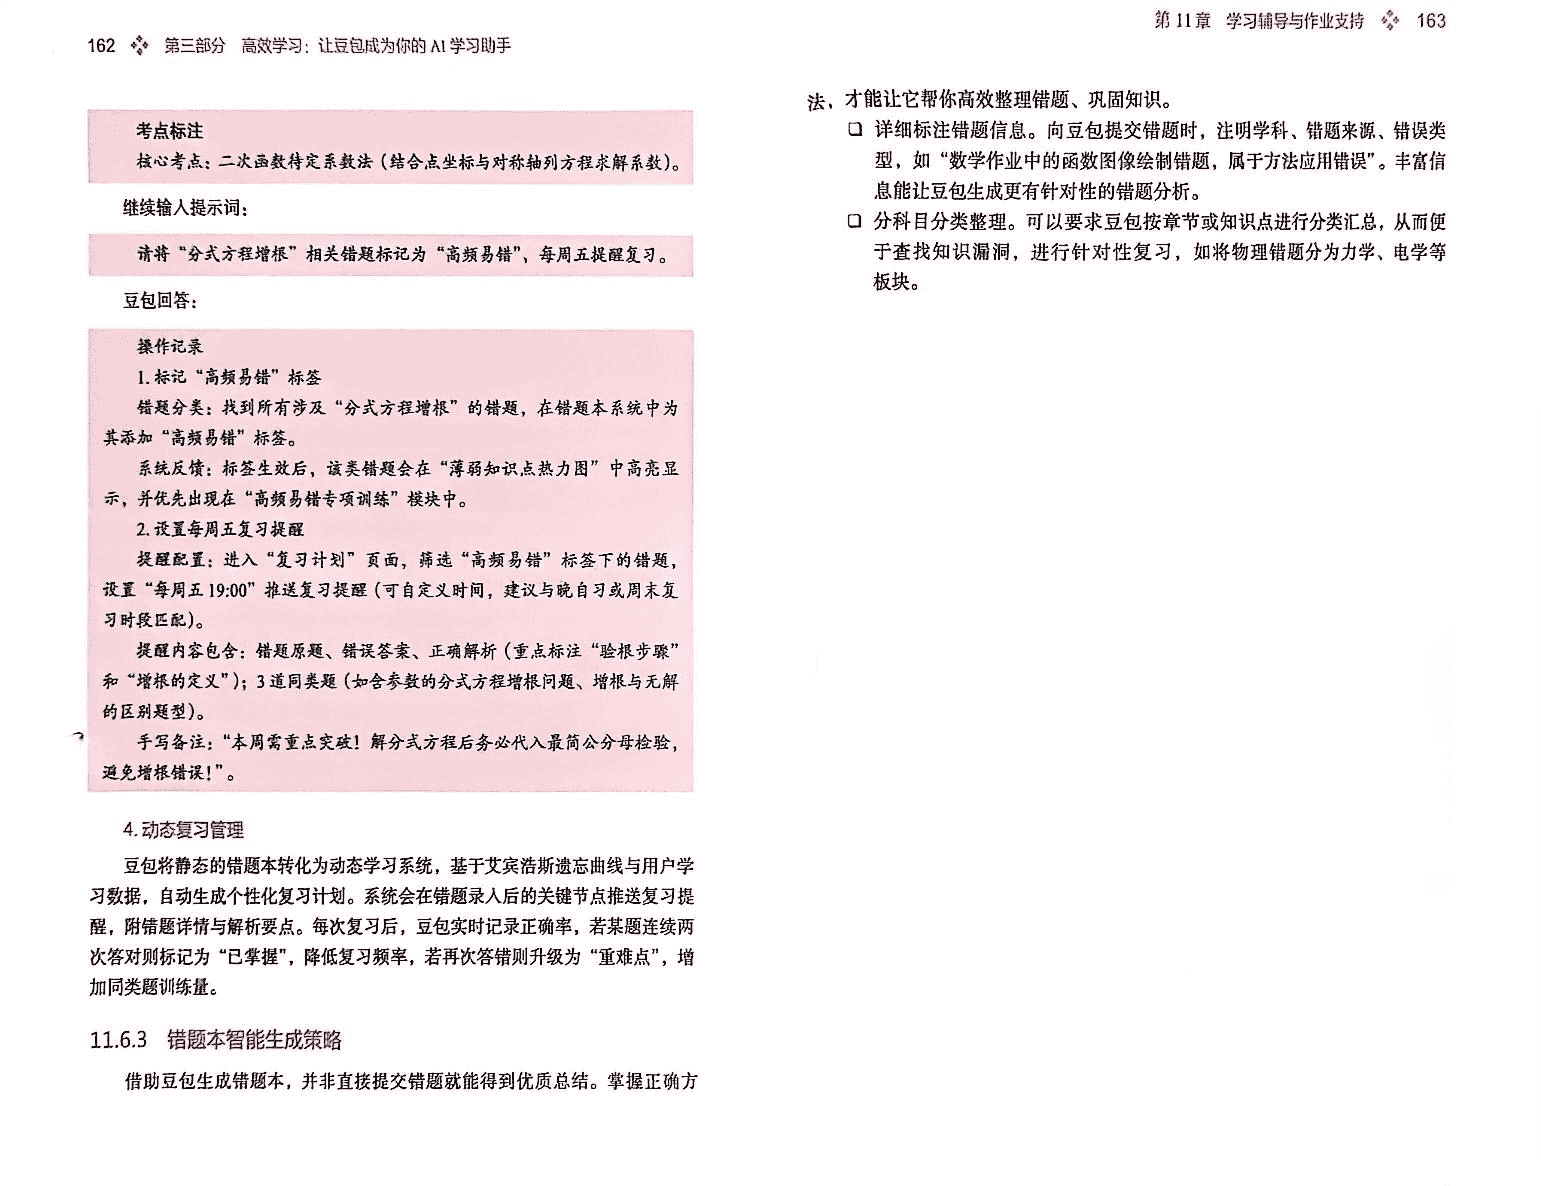 162 第三部分 高效学习：让豆包成为你的 AI 学习助手
考点标注
核心考点：二次函数待定系数法（结合点坐标与对称轴列方程求解系数）。
继续输入提示词：
请将“分式方程增根”相关错题标记为“高频易错”，每周五提醒复习。
豆包回答：
操作记录
1. 标记“高频易错”标签
错题分类：找到所有涉及“分式方程增根”的错题，在错题本系统中为
其添加“高频易错”标签。
系统反馈：标签生效后，该类错题会在“薄弱知识点热力图”中高亮显
示，并优先出现在“高频易错专项训练”模块中。
2. 设置每周五复习提醒
提醒配置：进入“复习计划”页面，筛选“高频易错”标签下的错题，
设置“每周五 19:00”推送复习提醒（可自定义时间，建议与晚自习或周末复
习时段匹配）。
提醒内容包含：错题原题、错误答案、正确解析（重点标注“验根步骤”
和“增根的定义”）；3 道同类题（如含参数的分式方程增根问题、增根与无解
的区别题型）。
手写备注：“本周需重点突破！解分式方程后务必代入最简公分母检验，
避免增根错误！”。
4. 动态复习管理
豆包将静态的错题本转化为动态学习系统，基于艾宾浩斯遗忘曲线与用户学
习数据，自动生成个性化复习计划。系统会在错题录入后的关键节点推送复习提
醒，附错题详情与解析要点。每次复习后，豆包实时记录正确率，若某题连续两
次答对则标记为“已掌握”，降低复习频率，若再次答错则升级为“重难点”，增
加同类题训练量。
11.6.3 错题本智能生成策略
借助豆包生成错题本，并非直接提交错题就能得到优质总结。掌握正确方
第 11 章 学习辅导与作业支持 163
法，才能让它帮你高效整理错题、巩固知识。
❏ 详细标注错题信息。向豆包提交错题时，注明学科、错题来源、错误类
型，如“数学作业中的函数图像绘制错题，属于方法应用错误”。丰富信
息能让豆包生成更有针对性的错题分析。
❏ 分科目分类整理。可以要求豆包按章节或知识点进行分类汇总，从而便
于查找知识漏洞，进行针对性复习，如将物理错题分为力学、电学等
板块。